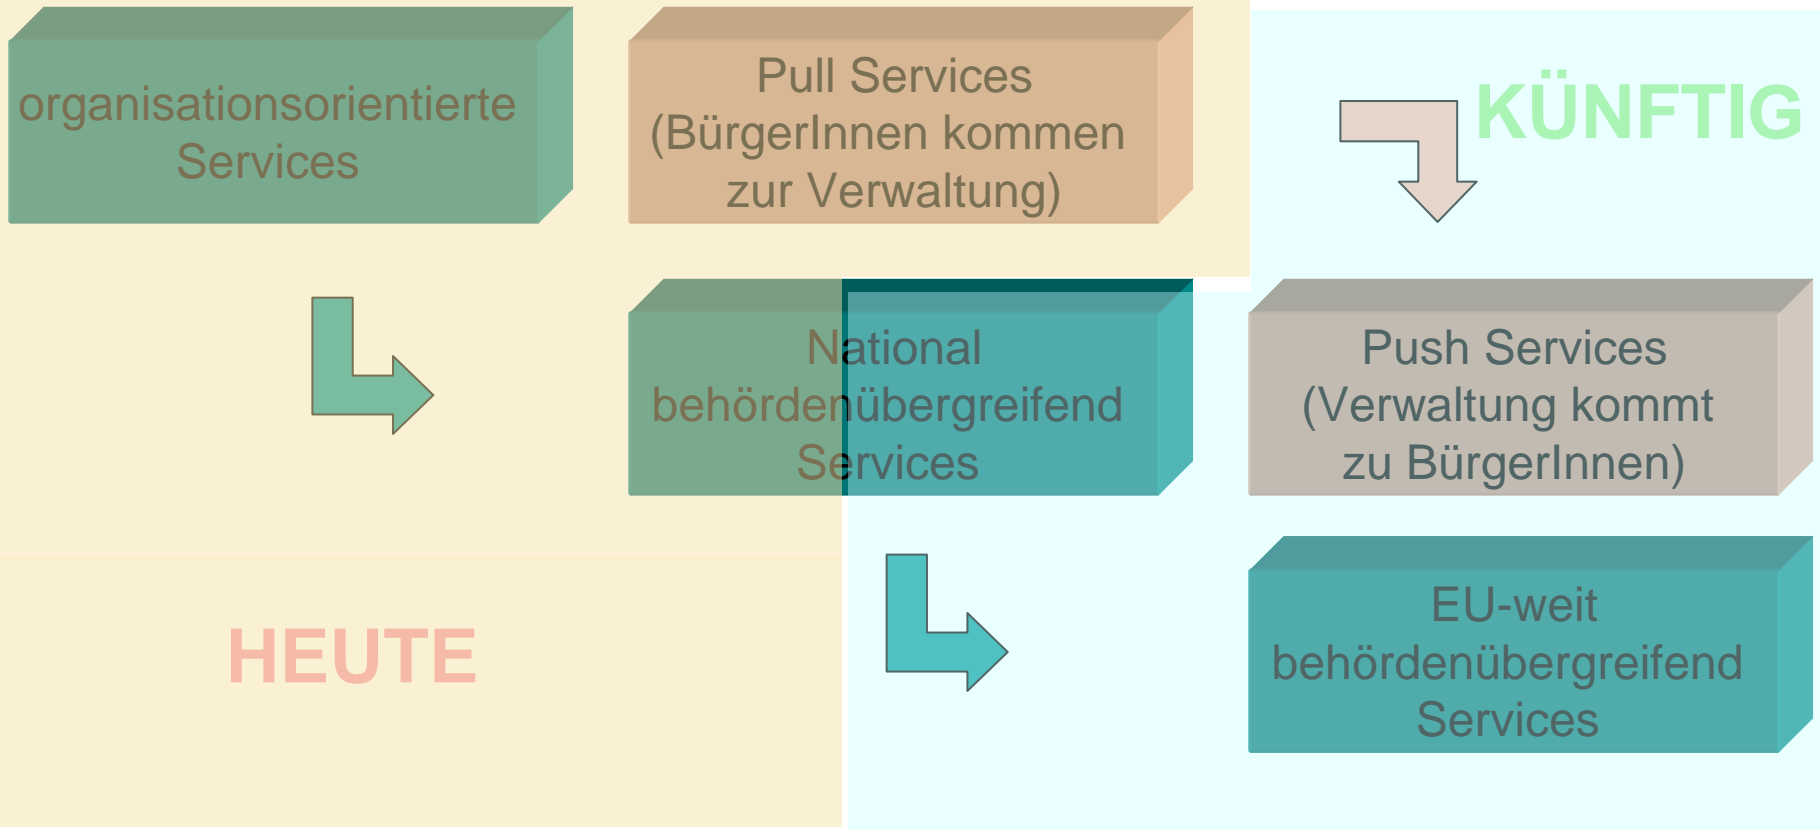 organisationsorientierte
Services
Pull Services
(BürgerInnen kommen
zur Verwaltung)
KÜNFTIG
National
behördenübergreifend
Services
Push Services
(Verwaltung kommt
zu BürgerInnen)
HEUTE
EU-weit
behördenübergreifend
Services